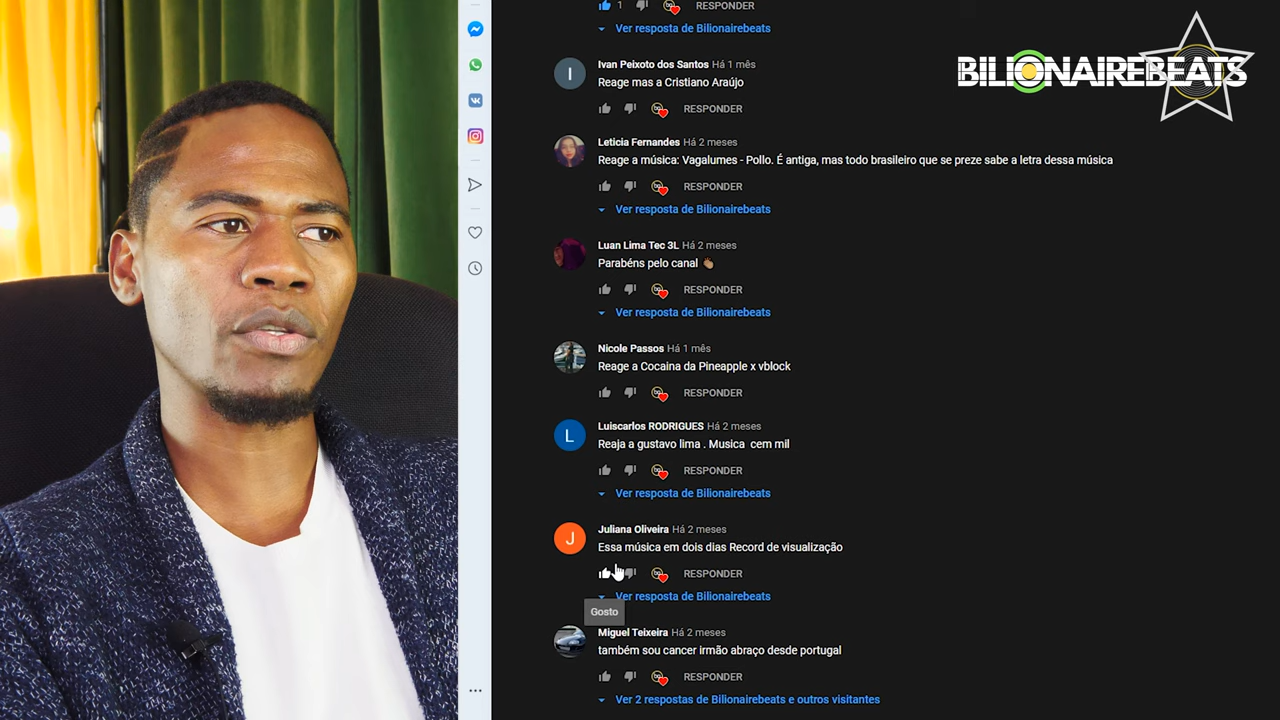 1 RESPONDER
Ver resposta de Bilionairebeats
BILIONAIREBEATS
Ivan Peixoto dos Santos Há 1 mês
Reage mas a Cristiano Araújo
RESPONDER
Leticia Fernandes Há 2 meses
Reage a música: Vagalumes - Pollo. É antiga, mas todo brasileiro que se preze sabe a letra dessa música
RESPONDER
Ver resposta de Bilionairebeats
Luan Lima Tec 3L Há 2 meses
Parabéns pelo canal 👏🏽
RESPONDER
Ver resposta de Bilionairebeats
Nicole Passos Há 1 mês
Reage a Cocaina da Pineapple x vblock
RESPONDER
L
Luiscarlos RODRIGUES Há 2 meses
Reaja a gustavo lima . Musica cem mil
RESPONDER
Ver resposta de Bilionairebeats
J
Juliana Oliveira Há 2 meses
Essa música em dois dias Record de visualização
RESPONDER
Ver resposta de Bilionairebeats
Gosto
Miguel Teixeira Há 2 meses
também sou cancer irmão abraço desde portugal
RESPONDER
Ver 2 respostas de Bilionairebeats e outros visitantes